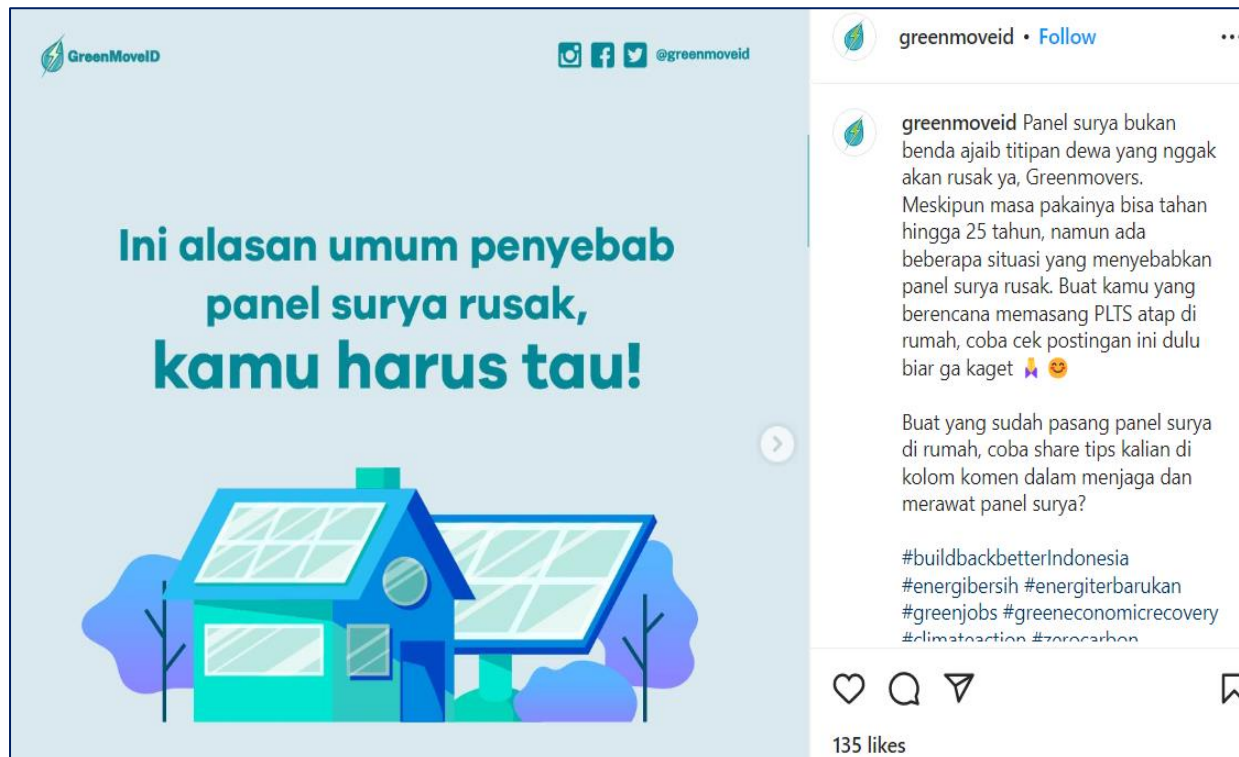 GreenMoveID
@greenmoveid
Ini alasan umum penyebab
panel surya rusak,
kamu harus tau!
greenmoveid • Follow
greenmoveid Panel surya bukan
benda ajaib titipan dewa yang nggak
akan rusak ya, Greenmovers.
Meskipun masa pakainya bisa tahan
hingga 25 tahun, namun ada
beberapa situasi yang menyebabkan
panel surya rusak. Buat kamu yang
berencana memasang PLTS atap di
rumah, coba cek postingan ini dulu
biar ga kaget 🙏 😊
Buat yang sudah pasang panel surya
di rumah, coba share tips kalian di
kolom komen dalam menjaga dan
merawat panel surya?
#buildbackbetterIndonesia
#energibersih #energiterbarukan
#greenjobs #greeneconomicrecovery
#climateaction #zerocarbon
135 likes